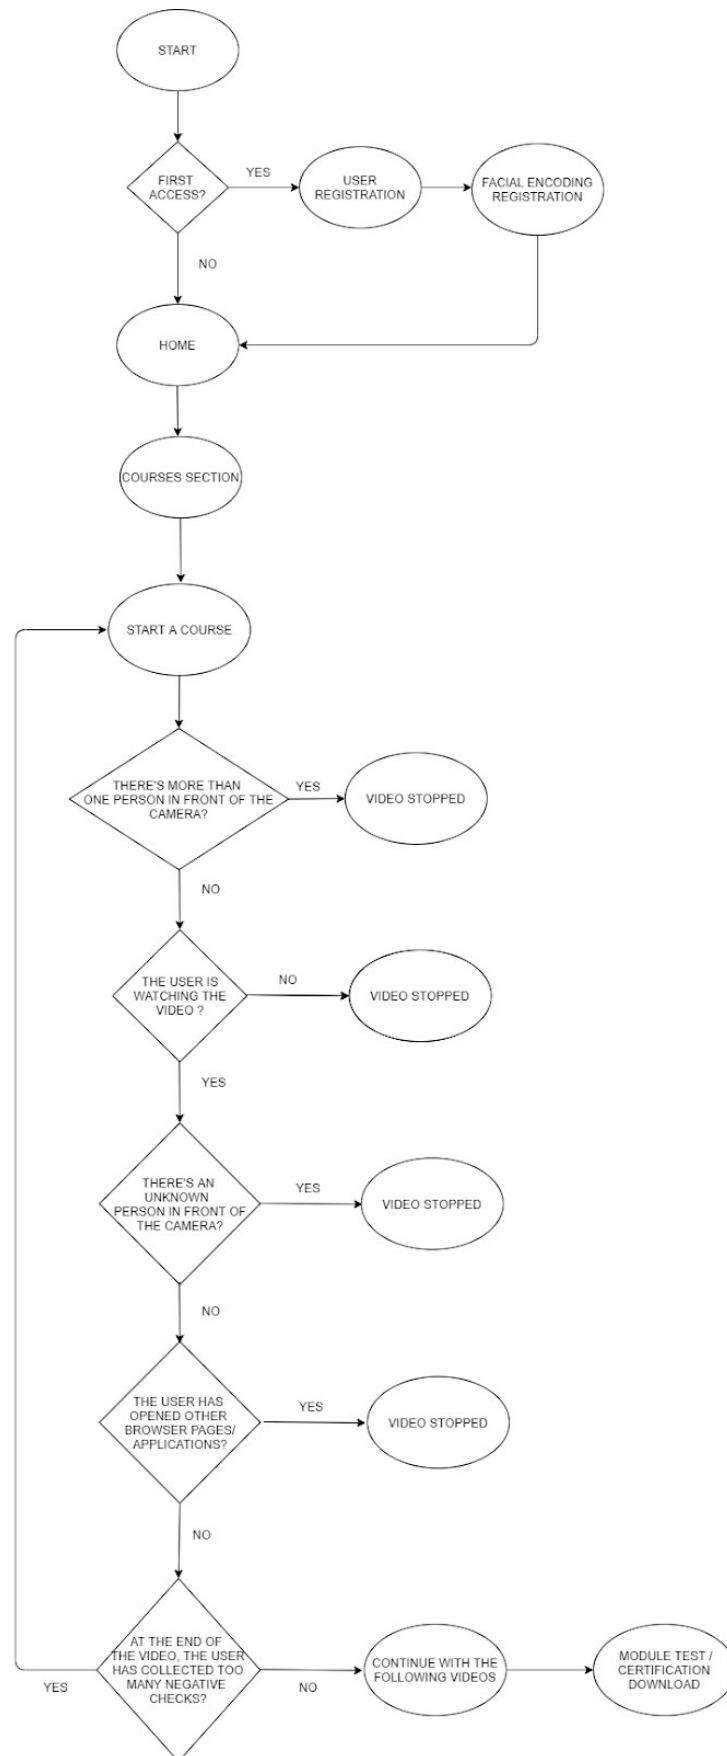 START
FIRST
ACCESS?
YES
USER
REGISTRATION
FACIAL ENCODING
REGISTRATION
NO
HOME
COURSES SECTION
START A COURSE
THERE'S MORE THAN
ONE PERSON IN FRONT OF THE
CAMERA?
YES
VIDEO STOPPED
NO
THE USER IS
WATCHING THE
VIDEO ?
NO
VIDEO STOPPED
YES
THERE'S AN
UNKNOWN
PERSON IN FRONT OF
THE CAMERA?
YES
VIDEO STOPPED
NO
THE USER HAS
OPENED OTHER
BROWSER PAGES/
APPLICATIONS?
YES
VIDEO STOPPED
NO
AT THE END OF
THE VIDEO, THE USER
HAS COLLECTED TOO
MANY NEGATIVE
CHECKS?
YES
NO
CONTINUE WITH THE
FOLLOWING VIDEOS
MODULE TEST /
CERTIFICATION
DOWNLOAD